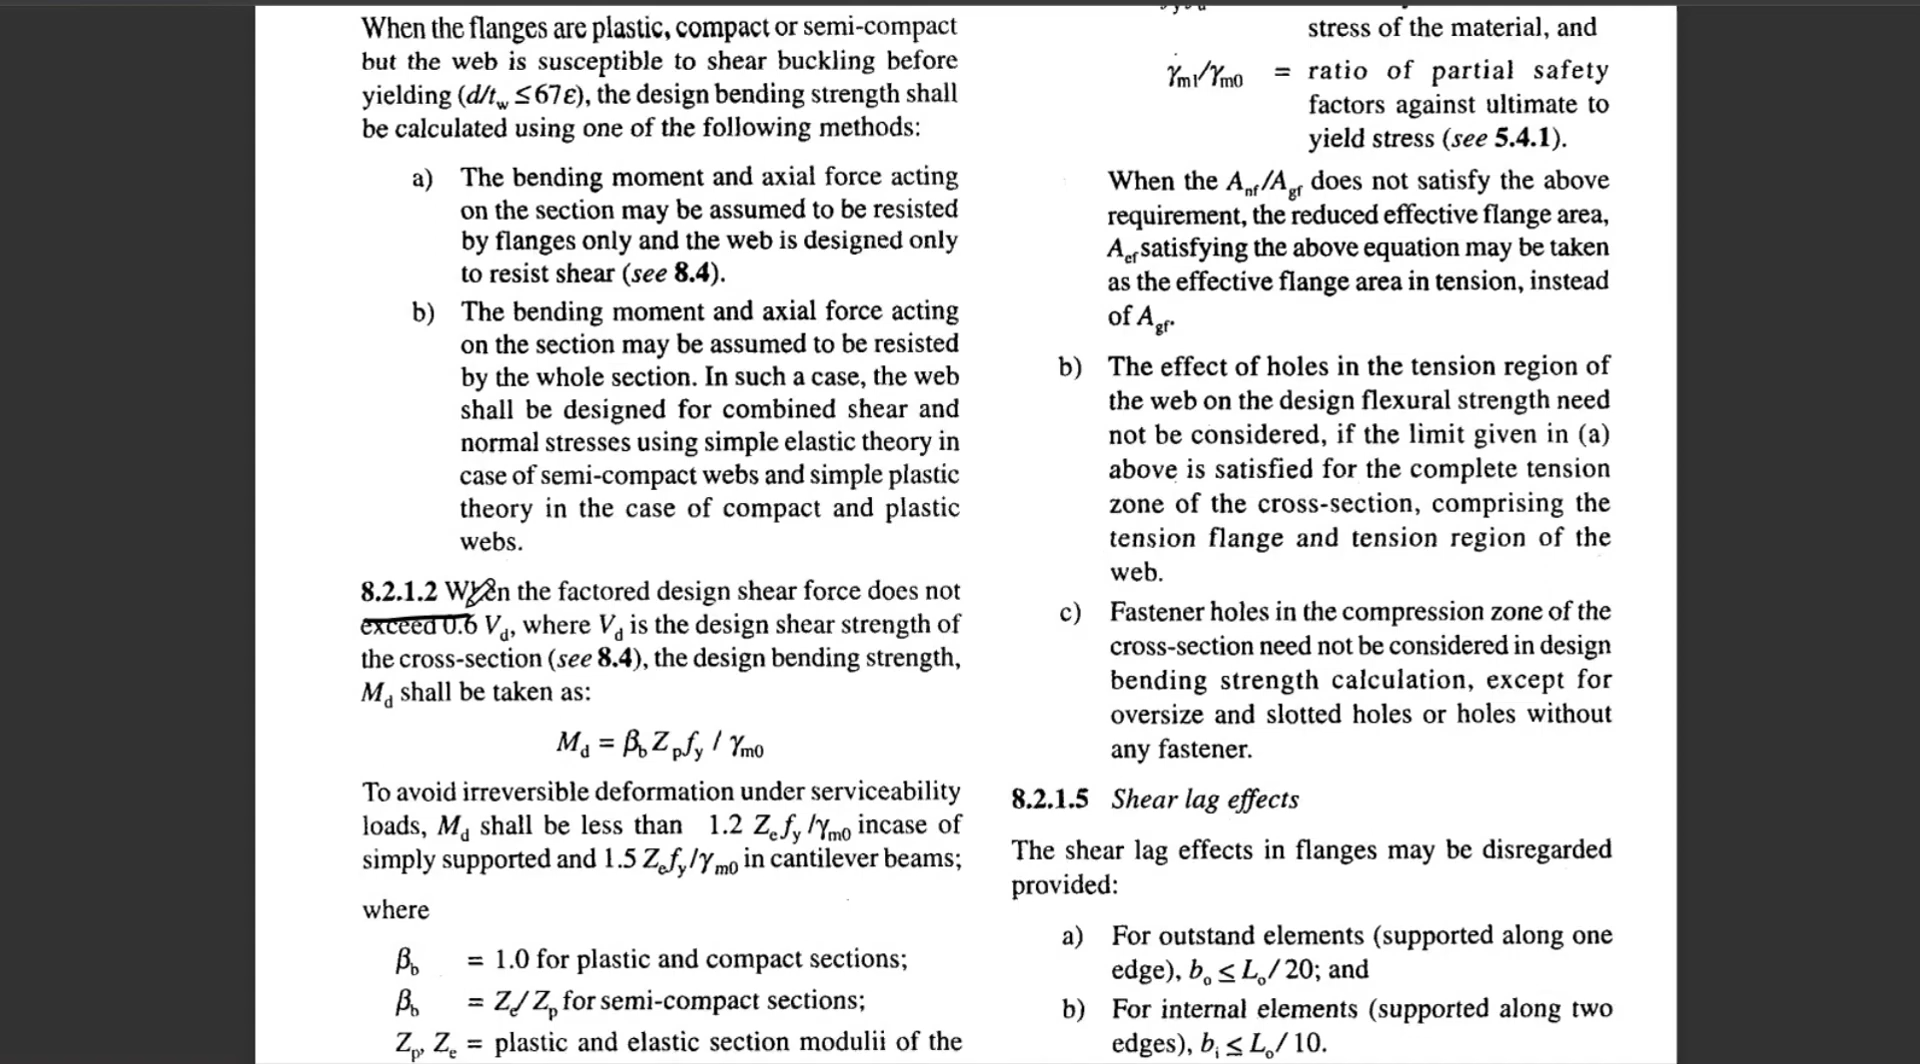 When the flanges are plastic, compact or semi-compact
but the web is susceptible to shear buckling before
yielding (d/tw ≤67ε), the design bending strength shall
be calculated using one of the following methods:
a) The bending moment and axial force acting
on the section may be assumed to be resisted
by flanges only and the web is designed only
to resist shear (see 8.4).
b) The bending moment and axial force acting
on the section may be assumed to be resisted
by the whole section. In such a case, the web
shall be designed for combined shear and
normal stresses using simple elastic theory in
case of semi-compact webs and simple plastic
theory in the case of compact and plastic
webs.
8.2.1.2 When the factored design shear force does not
exceed 0.6 Vd, where Vd is the design shear strength of
the cross-section (see 8.4), the design bending strength,
Md shall be taken as:
Md = βb Zp fy / γm0
To avoid irreversible deformation under serviceability
loads, Md shall be less than 1.2 Ze fy /γm0 incase of
simply supported and 1.5 Ze fy /γm0 in cantilever beams;
where
βb = 1.0 for plastic and compact sections;
βb = Ze/ Zp for semi-compact sections;
Zp, Ze = plastic and elastic section modulii of the
stress of the material, and
γm1/γm0 = ratio of partial safety
factors against ultimate to
yield stress (see 5.4.1).
When the Anf/Agf does not satisfy the above
requirement, the reduced effective flange area,
Aef satisfying the above equation may be taken
as the effective flange area in tension, instead
of Agf.
b) The effect of holes in the tension region of
the web on the design flexural strength need
not be considered, if the limit given in (a)
above is satisfied for the complete tension
zone of the cross-section, comprising the
tension flange and tension region of the
web.
c) Fastener holes in the compression zone of the
cross-section need not be considered in design
bending strength calculation, except for
oversize and slotted holes or holes without
any fastener.
8.2.1.5 Shear lag effects
The shear lag effects in flanges may be disregarded
provided:
a) For outstand elements (supported along one
edge), bo ≤ Lo/ 20; and
b) For internal elements (supported along two
edges), bi ≤ Lo/ 10.